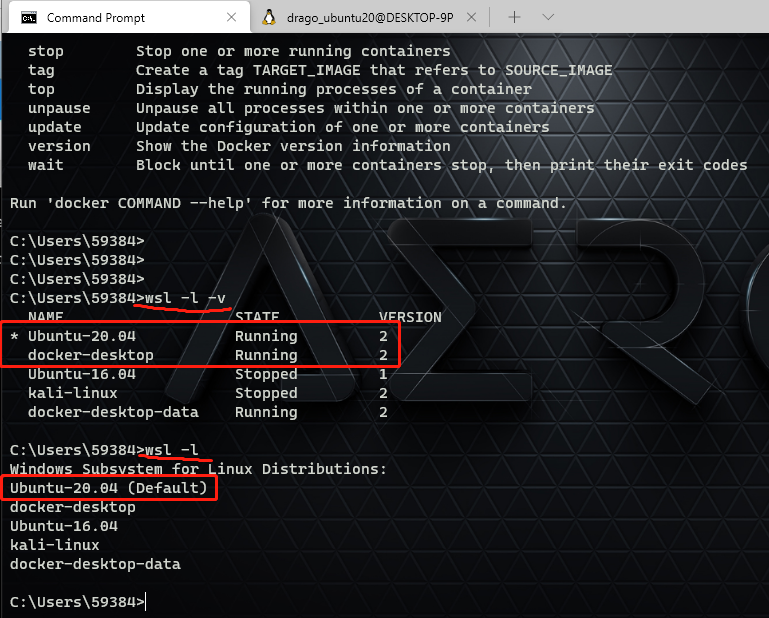 Command Prompt
drago_ubuntu20@DESKTOP-9P
stop Stop one or more running containers
tag Create a tag TARGET_IMAGE that refers to SOURCE_IMAGE
top Display the running processes of a container
unpause Unpause all processes within one or more containers
update Update configuration of one or more containers
version Show the Docker version information
wait Block until one or more containers stop, then print their exit codes
Run 'docker COMMAND --help' for more information on a command.
C:\Users\59384>
C:\Users\59384>
C:\Users\59384>
C:\Users\59384>wsl -l -v
NAME STATE VERSION
* Ubuntu-20.04 Running 2
docker-desktop Running 2
Ubuntu-16.04 Stopped 1
kali-linux Stopped 2
docker-desktop-data Running 2
C:\Users\59384>wsl -l
Windows Subsystem for Linux Distributions:
Ubuntu-20.04 (Default)
docker-desktop
Ubuntu-16.04
kali-linux
docker-desktop-data
C:\Users\59384>